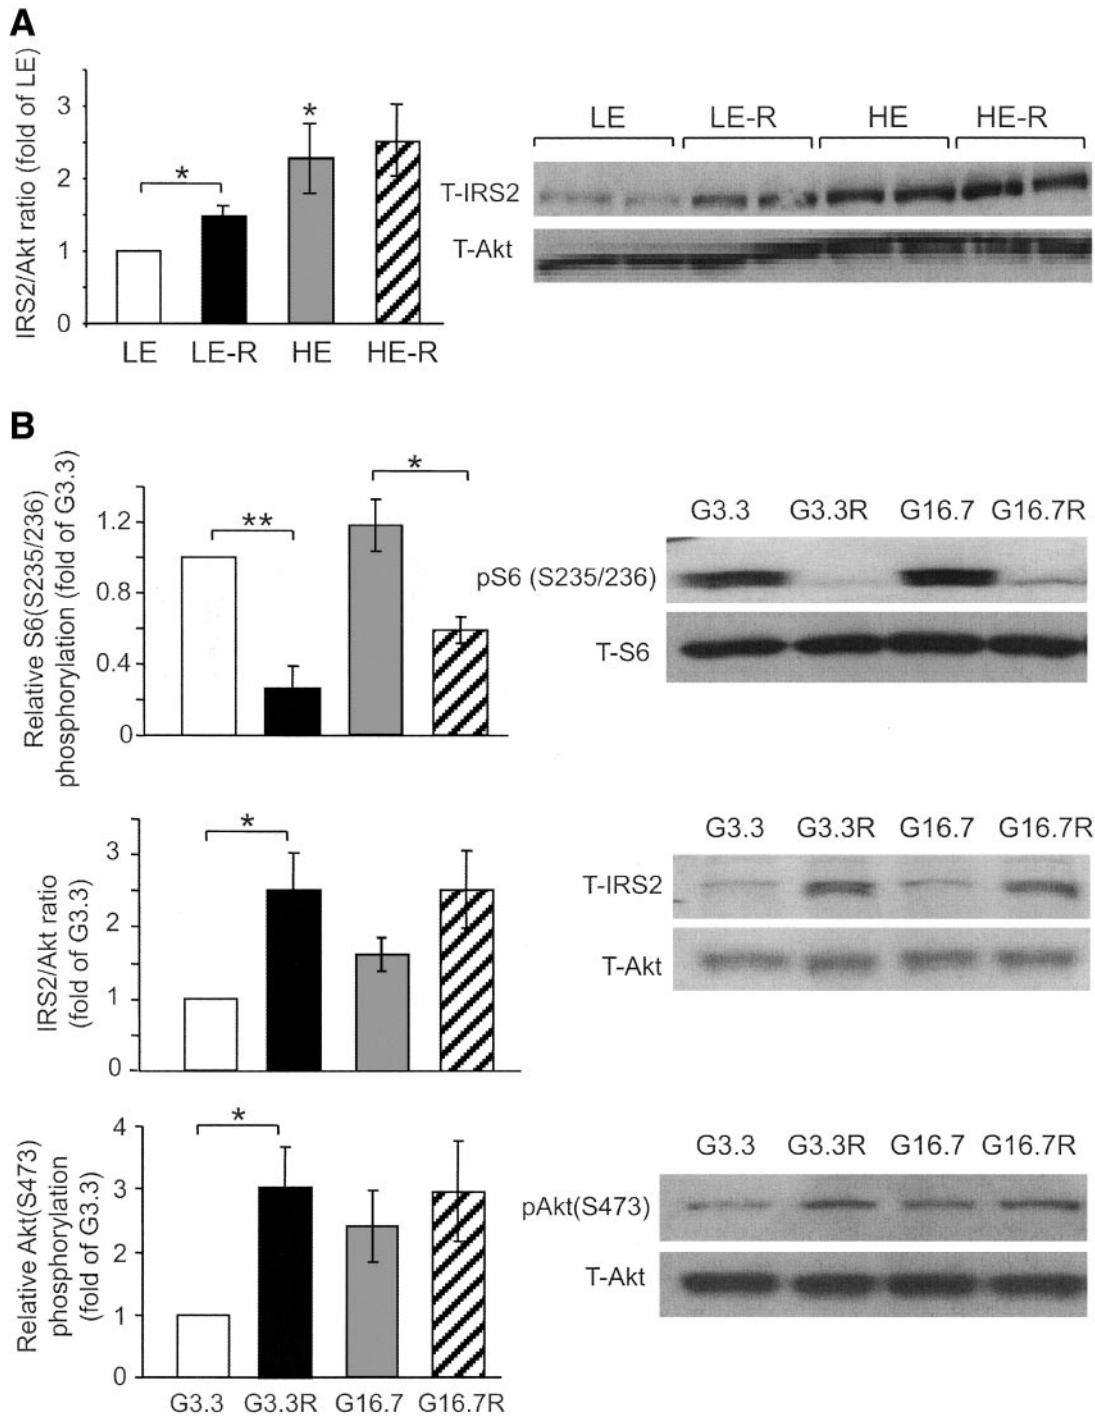 A
IRS2/Akt ratio (fold of LE)
3
2
1
0
*
*
LE
LE-R
HE
HE-R
LE
LE-R
HE
HE-R
T-IRS2
T-Akt
B
Relative S6(S235/236)
phosphorylation (fold of G3.3)
1.2
0.8
0.4
0
**
*
G3.3
G3.3R
G16.7
G16.7R
pS6 (S235/236)
T-S6
IRS2/Akt ratio
(fold of G3.3)
3
2
1
0
*
G3.3
G3.3R
G16.7
G16.7R
T-IRS2
T-Akt
Relative Akt(S473)
phosphorylation
(fold of G3.3)
4
3
2
1
0
*
G3.3
G3.3R
G16.7
G16.7R
G3.3
G3.3R
G16.7
G16.7R
pAkt(S473)
T-Akt